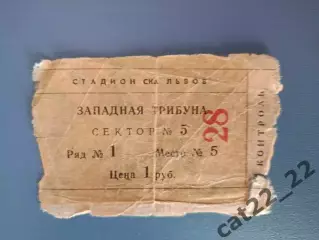 СТАДИОН СКА ЛЬВОВ
ЗАПАДНАЯ ТРИБУНА
СЕКТОР № 5
Ряд № 1 Место № 5
Цена 1 руб.
28
КОНТРОЛЬ
cat22_22